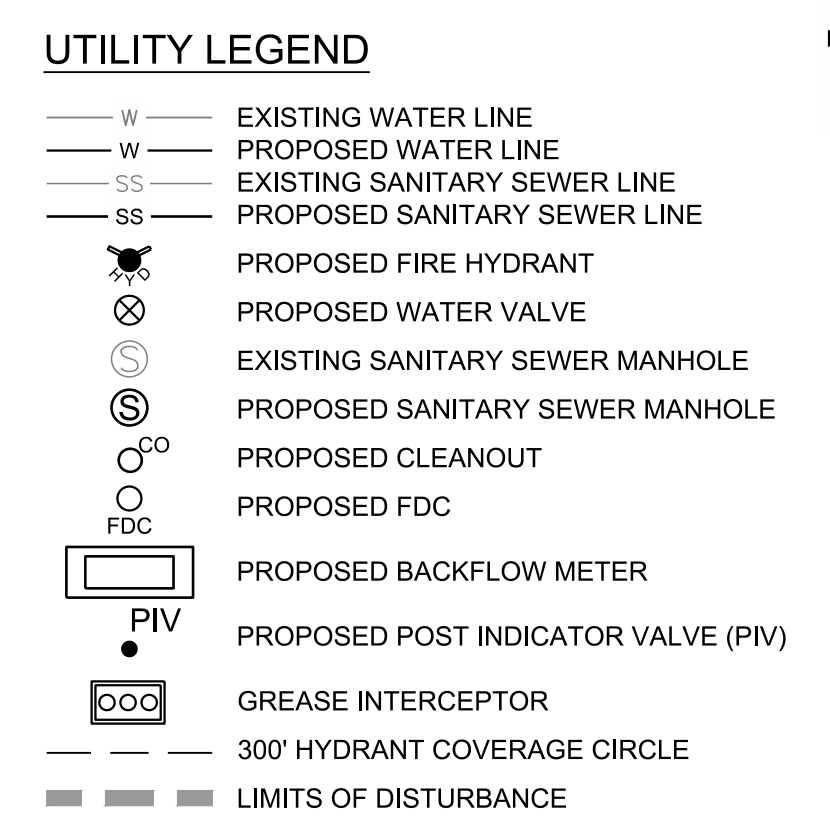 UTILITY LEGEND
W EXISTING WATER LINE
W PROPOSED WATER LINE
SS EXISTING SANITARY SEWER LINE
SS PROPOSED SANITARY SEWER LINE
HYD PROPOSED FIRE HYDRANT
PROPOSED WATER VALVE
S EXISTING SANITARY SEWER MANHOLE
S PROPOSED SANITARY SEWER MANHOLE
CO PROPOSED CLEANOUT
FDC PROPOSED FDC
PROPOSED BACKFLOW METER
PIV PROPOSED POST INDICATOR VALVE (PIV)
GREASE INTERCEPTOR
300' HYDRANT COVERAGE CIRCLE
LIMITS OF DISTURBANCE